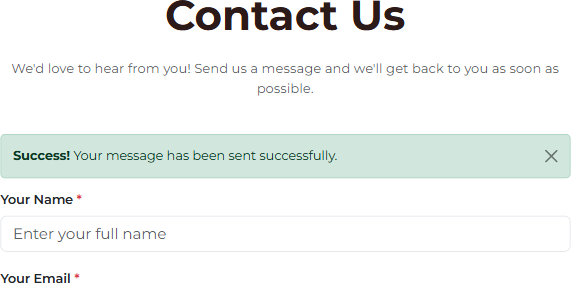 Contact Us
We'd love to hear from you! Send us a message and we'll get back to you as soon as
possible.
Success! Your message has been sent successfully.
Your Name *
Enter your full name
Your Email *